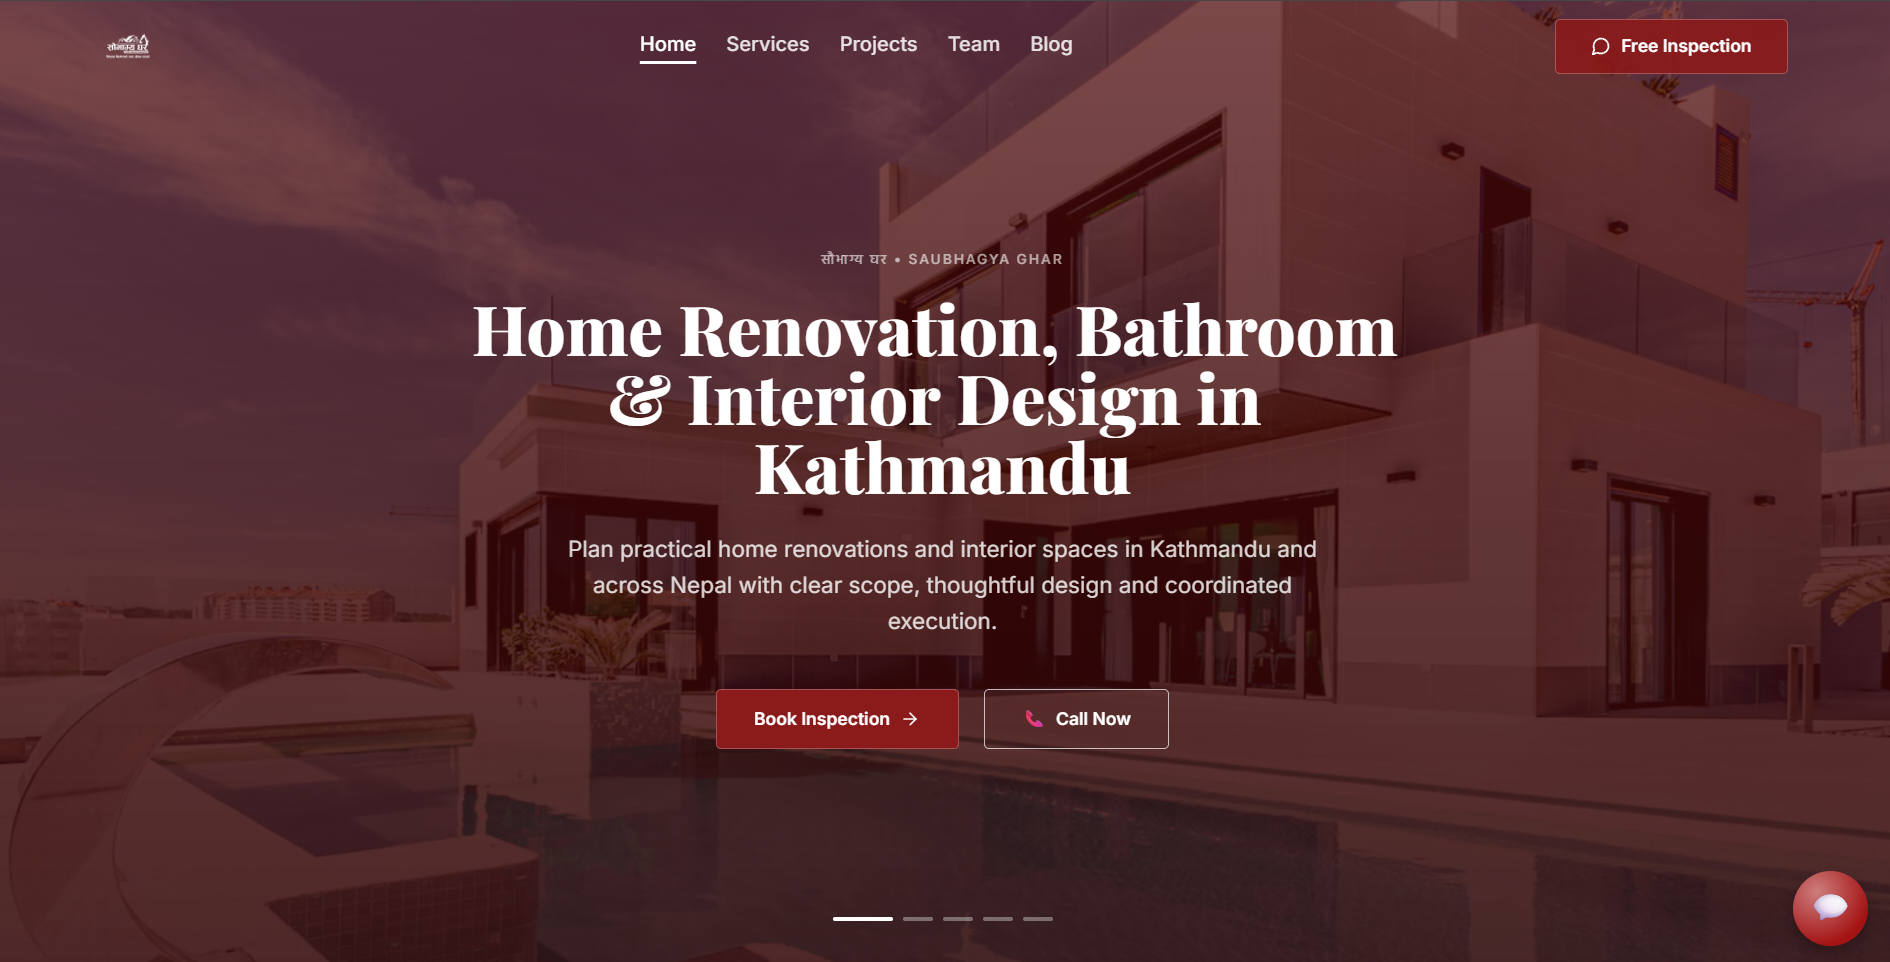 सौभाग्य घर
Home
Services
Projects
Team
Blog
Free Inspection
सौभाग्य घर • SAUBHAGYA GHAR
Home Renovation, Bathroom
& Interior Design in
Kathmandu
Plan practical home renovations and interior spaces in Kathmandu and
across Nepal with clear scope, thoughtful design and coordinated
execution.
Book Inspection →
Call Now